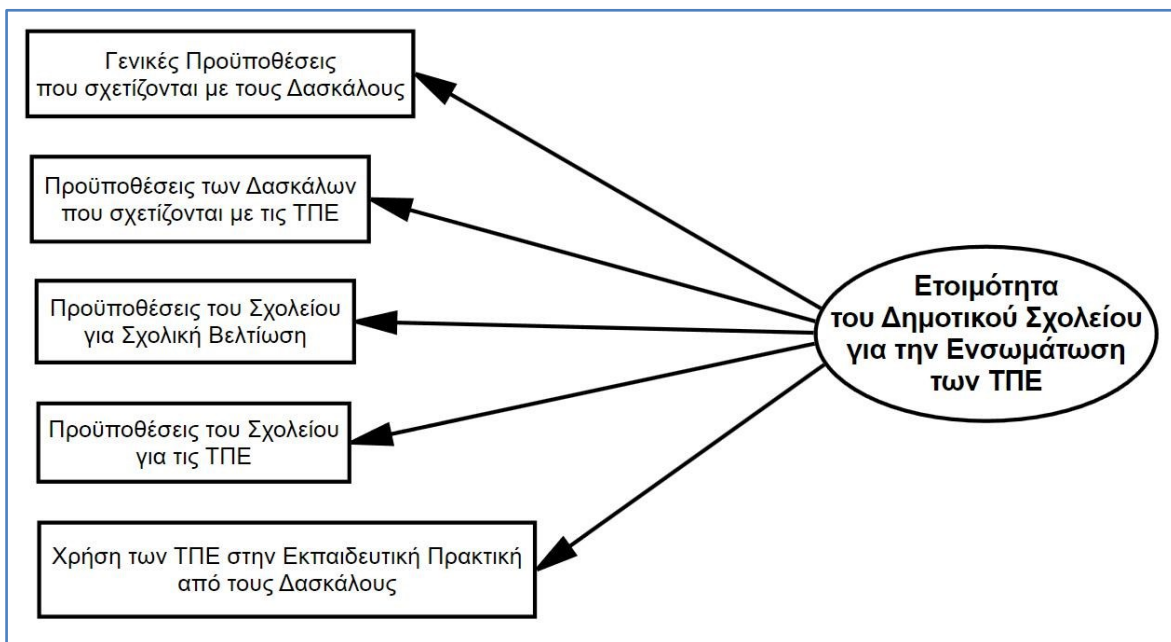 Γενικές Προϋποθέσεις
που σχετίζονται με τους Δασκάλους
Προϋποθέσεις των Δασκάλων
που σχετίζονται με τις ΤΠΕ
Προϋποθέσεις του Σχολείου
για Σχολική Βελτίωση
Προϋποθέσεις του Σχολείου
για τις ΤΠΕ
Χρήση των ΤΠΕ στην Εκπαιδευτική Πρακτική
από τους Δασκάλους
Ετοιμότητα
του Δημοτικού Σχολείου
για την Ενσωμάτωση
των ΤΠΕ